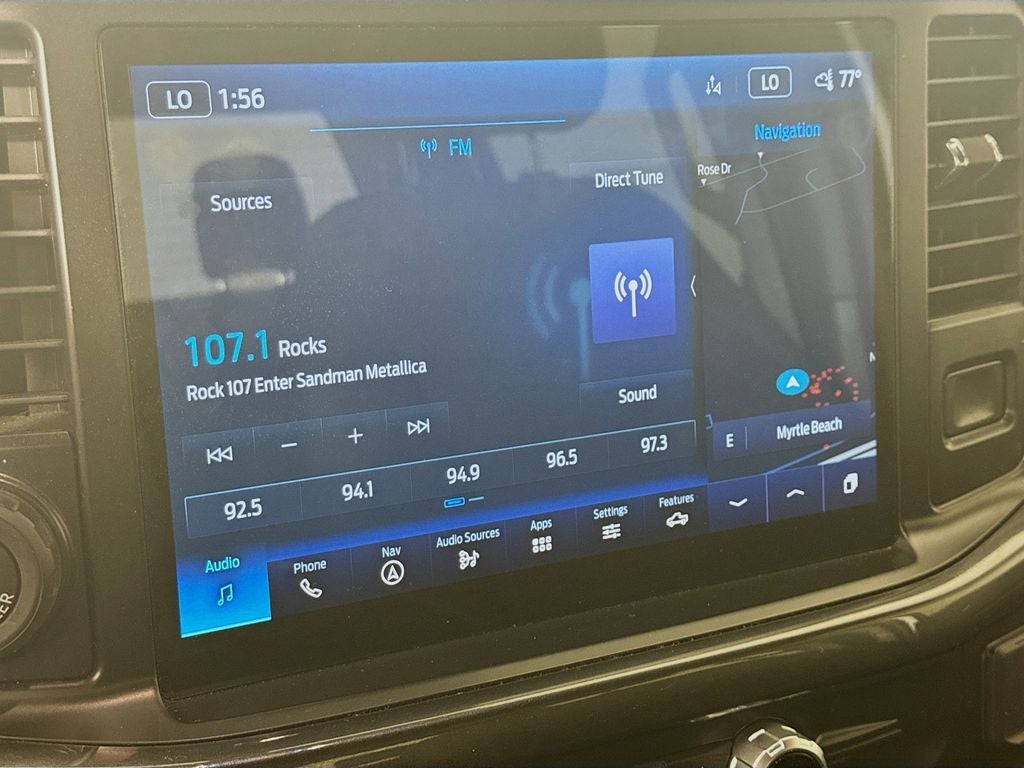 LO 1:56
LO 77°
FM
Navigation
Sources
Direct Tune
Rose Dr
107.1 Rocks
Rock 107 Enter Sandman Metallica
Sound
N
E Myrtle Beach
92.5 94.1 94.9 96.5 97.3
Audio Phone Nav Audio Sources Apps Settings Features